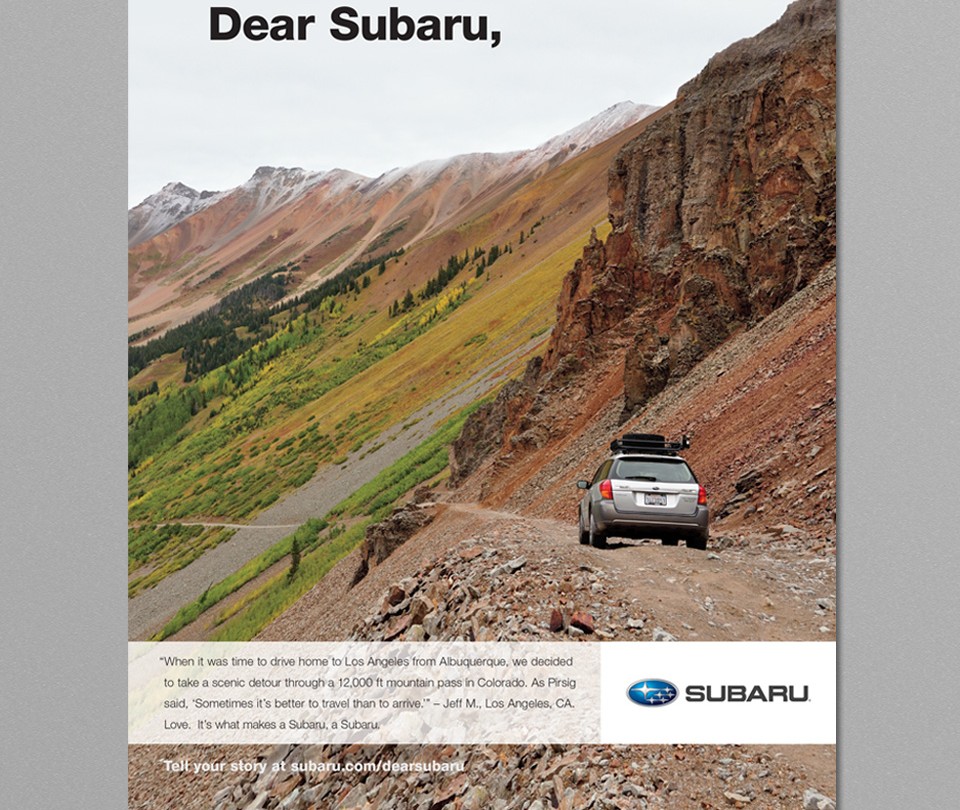 Dear Subaru,
“When it was time to drive home to Los Angeles from Albuquerque, we decided
to take a scenic detour through a 12,000 ft mountain pass in Colorado. As Pirsig
said, ‘Sometimes it’s better to travel than to arrive.’” – Jeff M., Los Angeles, CA.
Love.  It’s what makes a Subaru, a Subaru.
SUBARU
Tell your story at subaru.com/dearsubaru